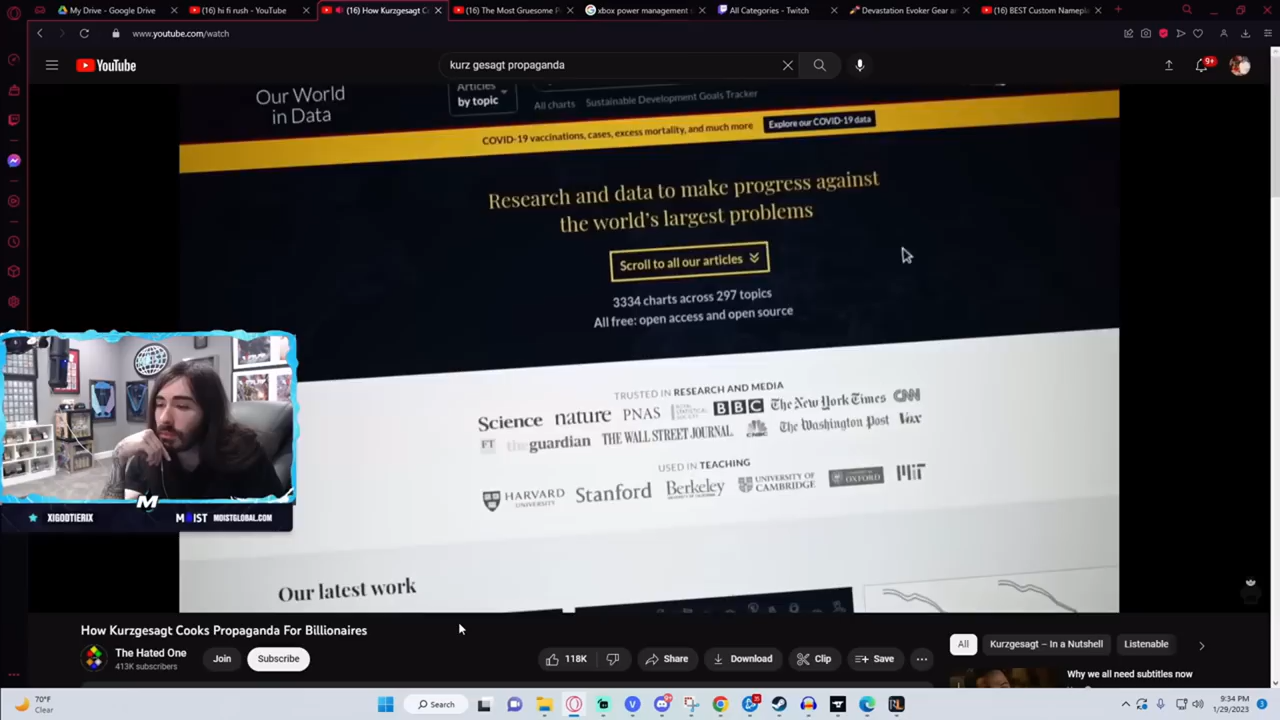 (16) My Drive - Google Drive
(16) hi fi rush - YouTube
(16) How Kurzgesagt C
(16) The Most Gruesome P
xbox power management s
All Categories - Twitch
Devastation Evoker Gear a
(16) BEST Custom Namepl
www.youtube.com/watch
YouTube
kurz gesagt propaganda
9+
Our World
in Data
Articles
by topic
All charts
Sustainable Development Goals Tracker
COVID-19 vaccinations, cases, excess mortality, and much more
Explore our COVID-19 data
Research and data to make progress against
the world's largest problems
Scroll to all our articles
3334 charts across 297 topics
All free: open access and open source
TRUSTED IN RESEARCH AND MEDIA
Science nature PNAS BBC The New York Times CNN
FT the guardian THE WALL STREET JOURNAL CNBC The Washington Post Vox
USED IN TEACHING
HARVARD UNIVERSITY Stanford Berkeley UNIVERSITY OF CAMBRIDGE MIT
Our latest work
M
XIGODTIERIX
MOIST MOISTGLOBAL.COM
How Kurzgesagt Cooks Propaganda For Billionaires
The Hated One
413K subscribers
Join
Subscribe
118K
Share
Download
Clip
Save
All
Kurzgesagt – In a Nutshell
Listenable
Why we all need subtitles now
70°F
Clear
Search
9:34 PM
1/29/2023